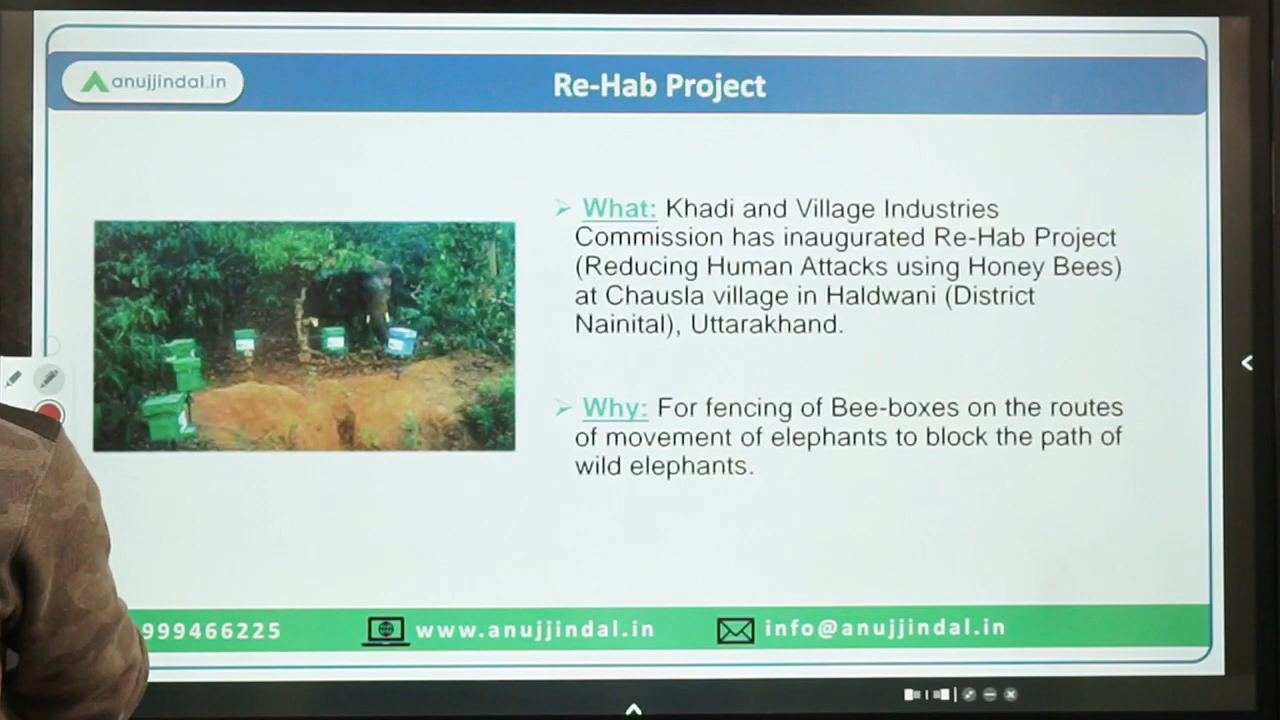 anujjindal.in
Re-Hab Project
What: Khadi and Village Industries
Commission has inaugurated Re-Hab Project
(Reducing Human Attacks using Honey Bees)
at Chausla village in Haldwani (District
Nainital), Uttarakhand.
Why: For fencing of Bee-boxes on the routes
of movement of elephants to block the path of
wild elephants.
999466225
www.anujjindal.in
info@anujjindal.in